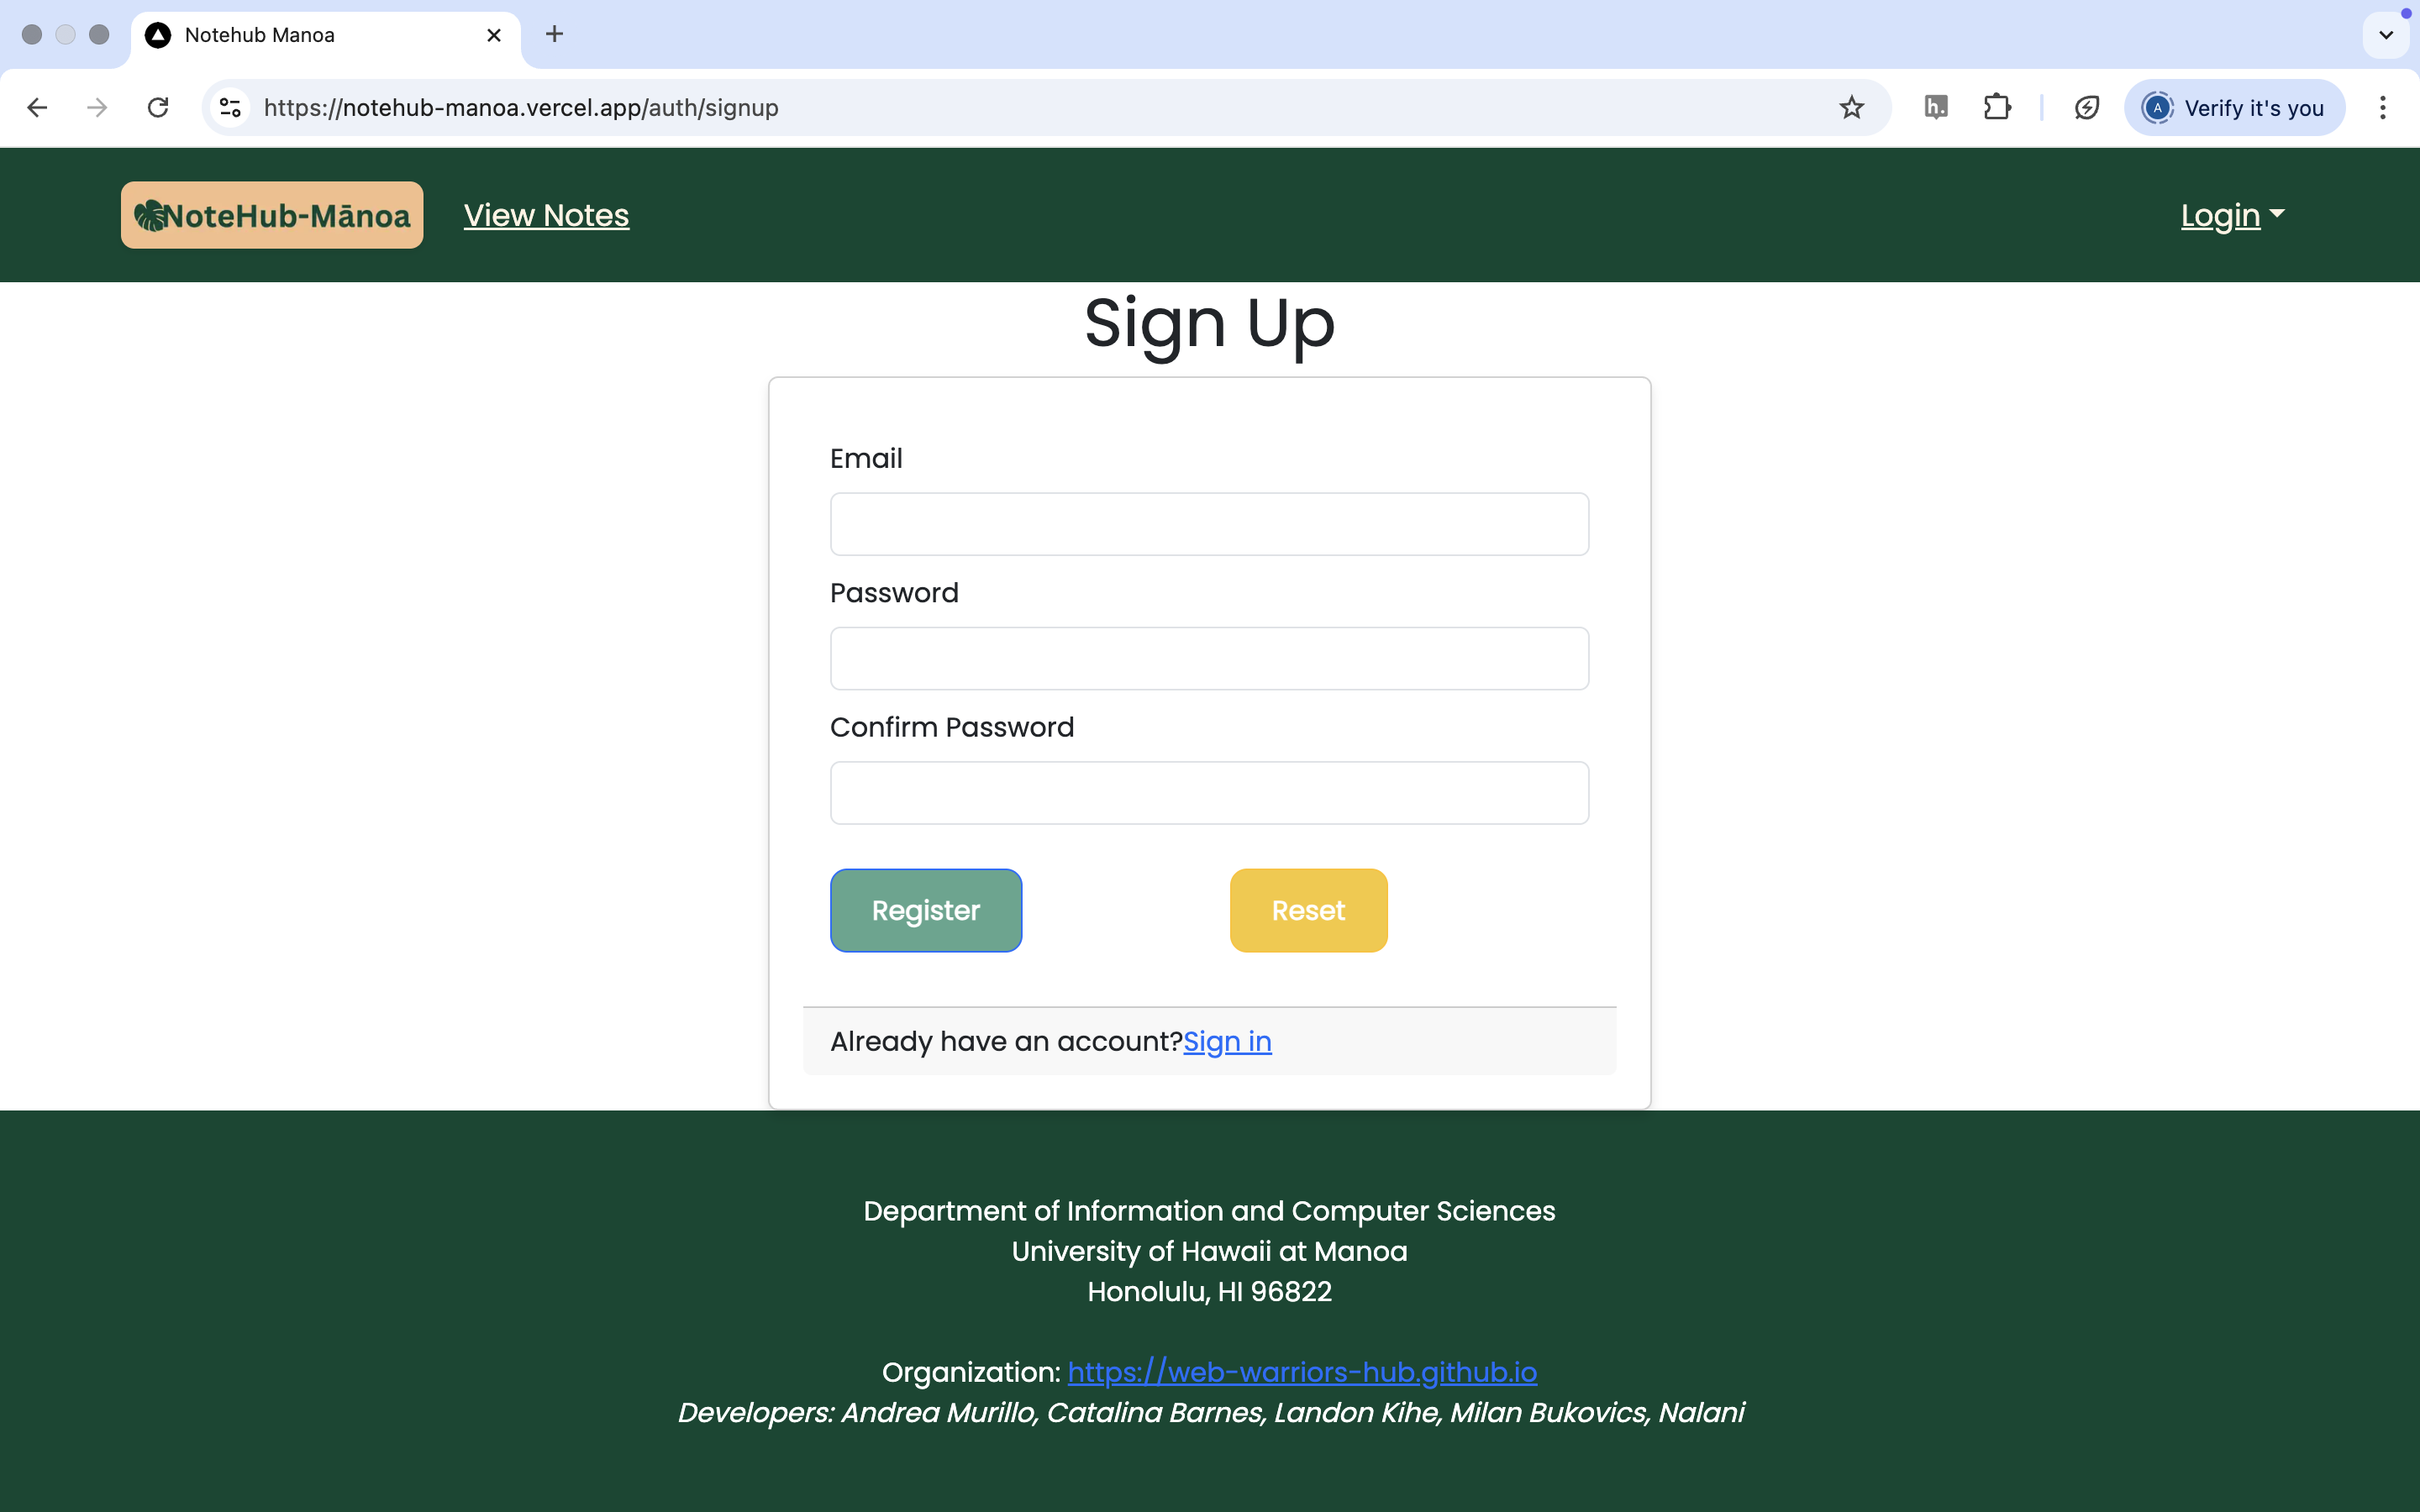 Notehub Manoa
https://notehub-manoa.vercel.app/auth/signup
h.
A
Verify it's you
NoteHub-Mānoa
View Notes
Login
Sign Up
Email
Password
Confirm Password
Register
Reset
Already have an account?Sign in
Department of Information and Computer Sciences
University of Hawaii at Manoa
Honolulu, HI 96822
Organization: https://web-warriors-hub.github.io
Developers: Andrea Murillo, Catalina Barnes, Landon Kihe, Milan Bukovics, Nalani